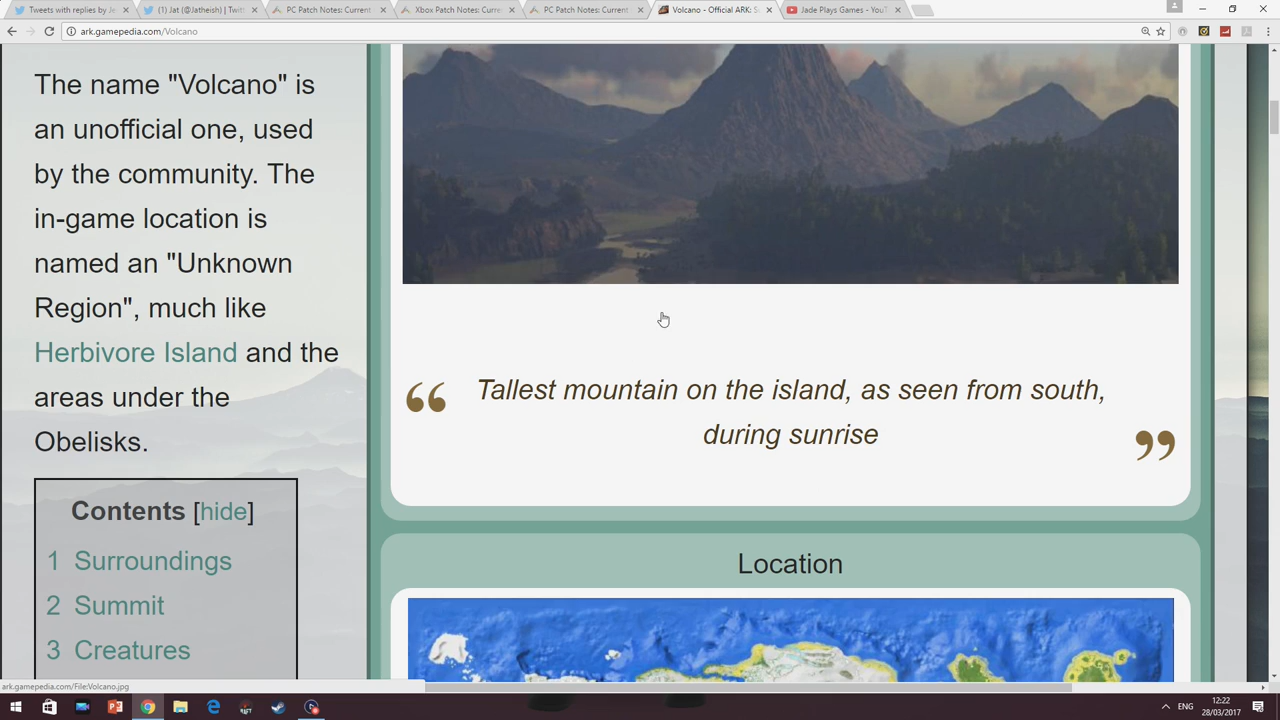 Tweets with replies by Je
(1) Jat (@Jatheish) | Twitt
PC Patch Notes: Current
Xbox Patch Notes: Curre
PC Patch Notes: Current
Volcano - Official ARK: S
Jade Plays Games - YouT
ark.gamepedia.com/Volcano
The name "Volcano" is
an unofficial one, used
by the community. The
in-game location is
named an "Unknown
Region", much like
Herbivore Island and the
areas under the
Obelisks.
Contents [hide]
1 Surroundings
2 Summit
3 Creatures
“ Tallest mountain on the island, as seen from south,
during sunrise ”
Location
ark.gamepedia.com/File:Volcano.jpg
ENG
12:22
28/03/2017